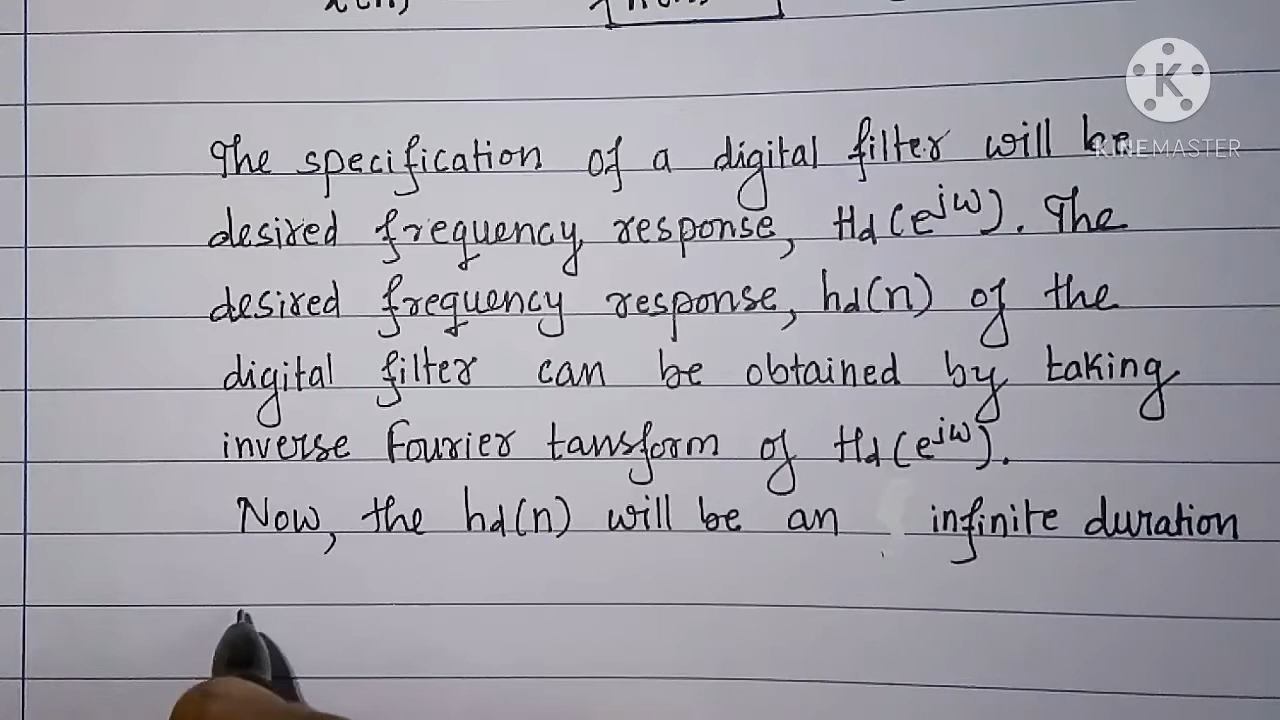 x(n)
The specification of a digital filter will be
desired frequency response, Hd(e^jω). The
desired frequency response, hd(n) of the
digital filter can be obtained by taking
inverse Fourier tansform of Hd(e^jω).
Now, the hd(n) will be an infinite duration
K
KINEMASTER